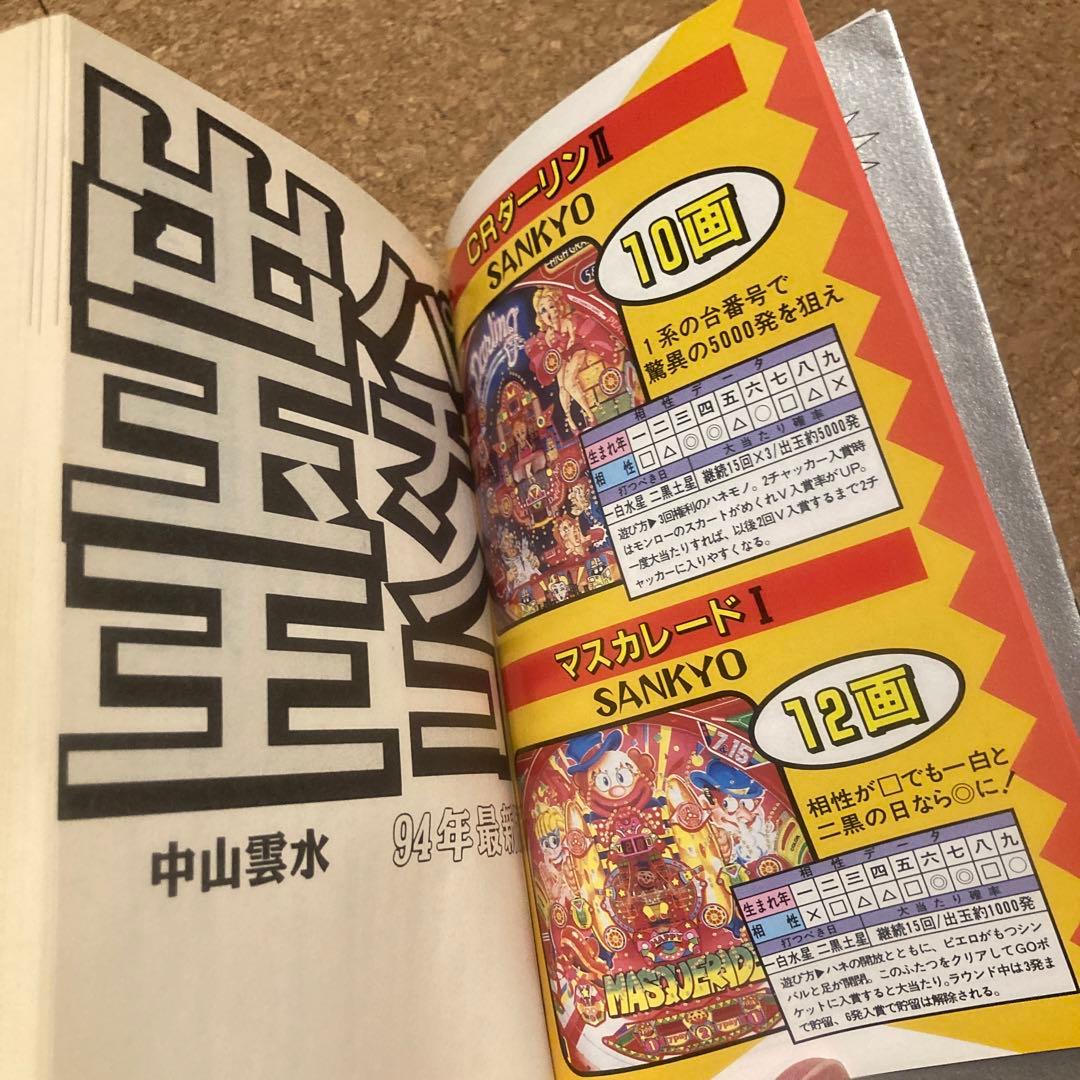 出玉王
パチンコ
中山雲水
94年最新
CRダーリンII
SANKYO
10画
1系の台番号で
驚異の5000発を狙え
相性データ
生まれ年 一 二 三 四 五 六 七 八 九
相性 □ △ ◎ ◎ △ ○ □ △ ×
打つべき日 大当たり確率
一白水星 二黒土星 継続15回×3/出玉約5000発
遊び方▶3回権利のハネモノ。2チャッカー入賞時
はモンローのスカートがめくれV入賞率がUP。
一度大当たりすれば、以後2回V入賞するまで2チ
ャッカーに入りやすくなる。
Darling
マスカレードI
SANKYO
12画
相性が□でも一白と
二黒の日なら◎に!
相性データ
生まれ年 一 二 三 四 五 六 七 八 九
相性 × □ △ △ □ ◎ ◎ □ ○
打つべき日 大当たり確率
一白水星 二黒土星 継続15回/出玉約1000発
遊び方▶ハネの開放とともに、ピエロがもつシン
バルと足が開閉。このふたつをクリアしてGOポ
ケットに入賞すると大当たり。ラウンド中は3発ま
で貯留、6発入賞で貯留は解除される。
7.15
MASQUERADE